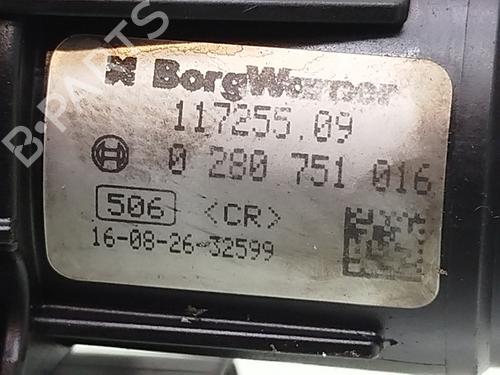 BorgWarner
117255.09
0 280 751 016
506 <CR>
16-08-26-32599
B-PARTS